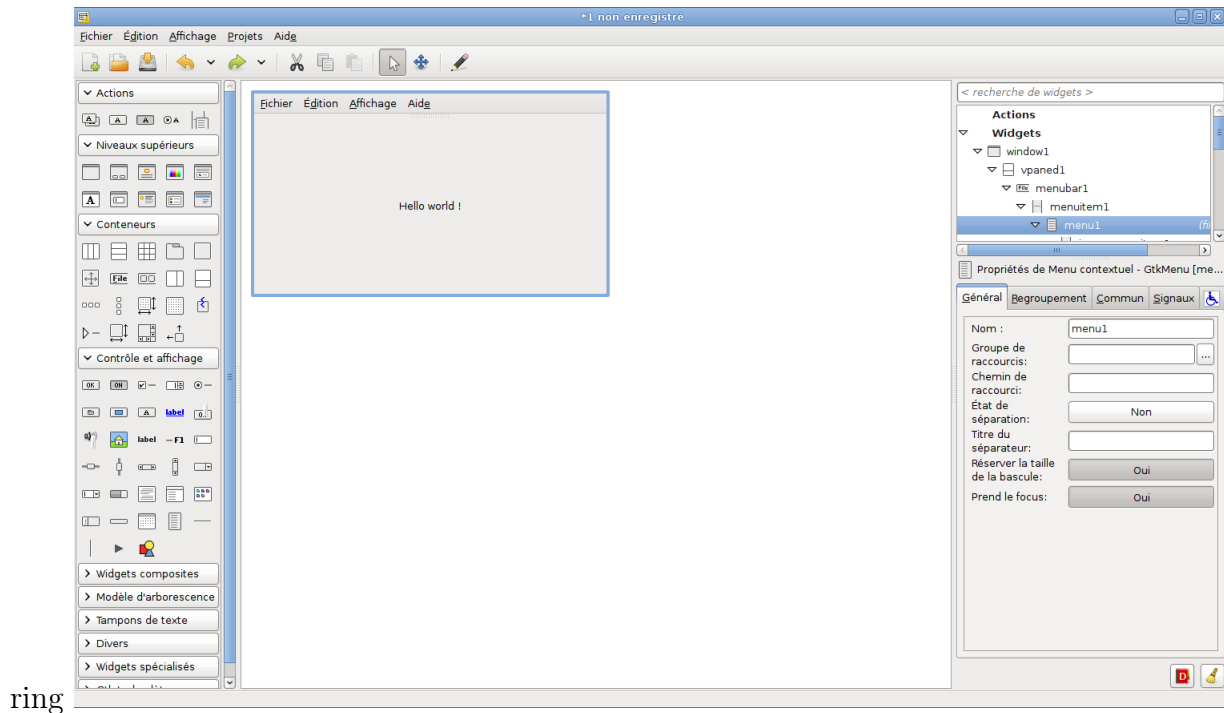 *1 non enregistré
Fichier Édition Affichage Projets Aide
Actions
Niveaux supérieurs
Conteneurs
File
Contrôle et affichage
OK ON
A label
label F1
Widgets composites
Modèle d'arborescence
Tampons de texte
Divers
Widgets spécialisés
Fichier Édition Affichage Aide
Hello world !
< recherche de widgets >
Actions
Widgets
window1
vpaned1
menubar1
menuitem1
menu1
Propriétés de Menu contextuel - GtkMenu [me...
Général Regroupement Commun Signaux
Nom : menu1
Groupe de
raccourcis: ...
Chemin de
raccourci:
État de
séparation: Non
Titre du
séparateur:
Réserver la taille
de la bascule: Oui
Prend le focus: Oui
D
ring